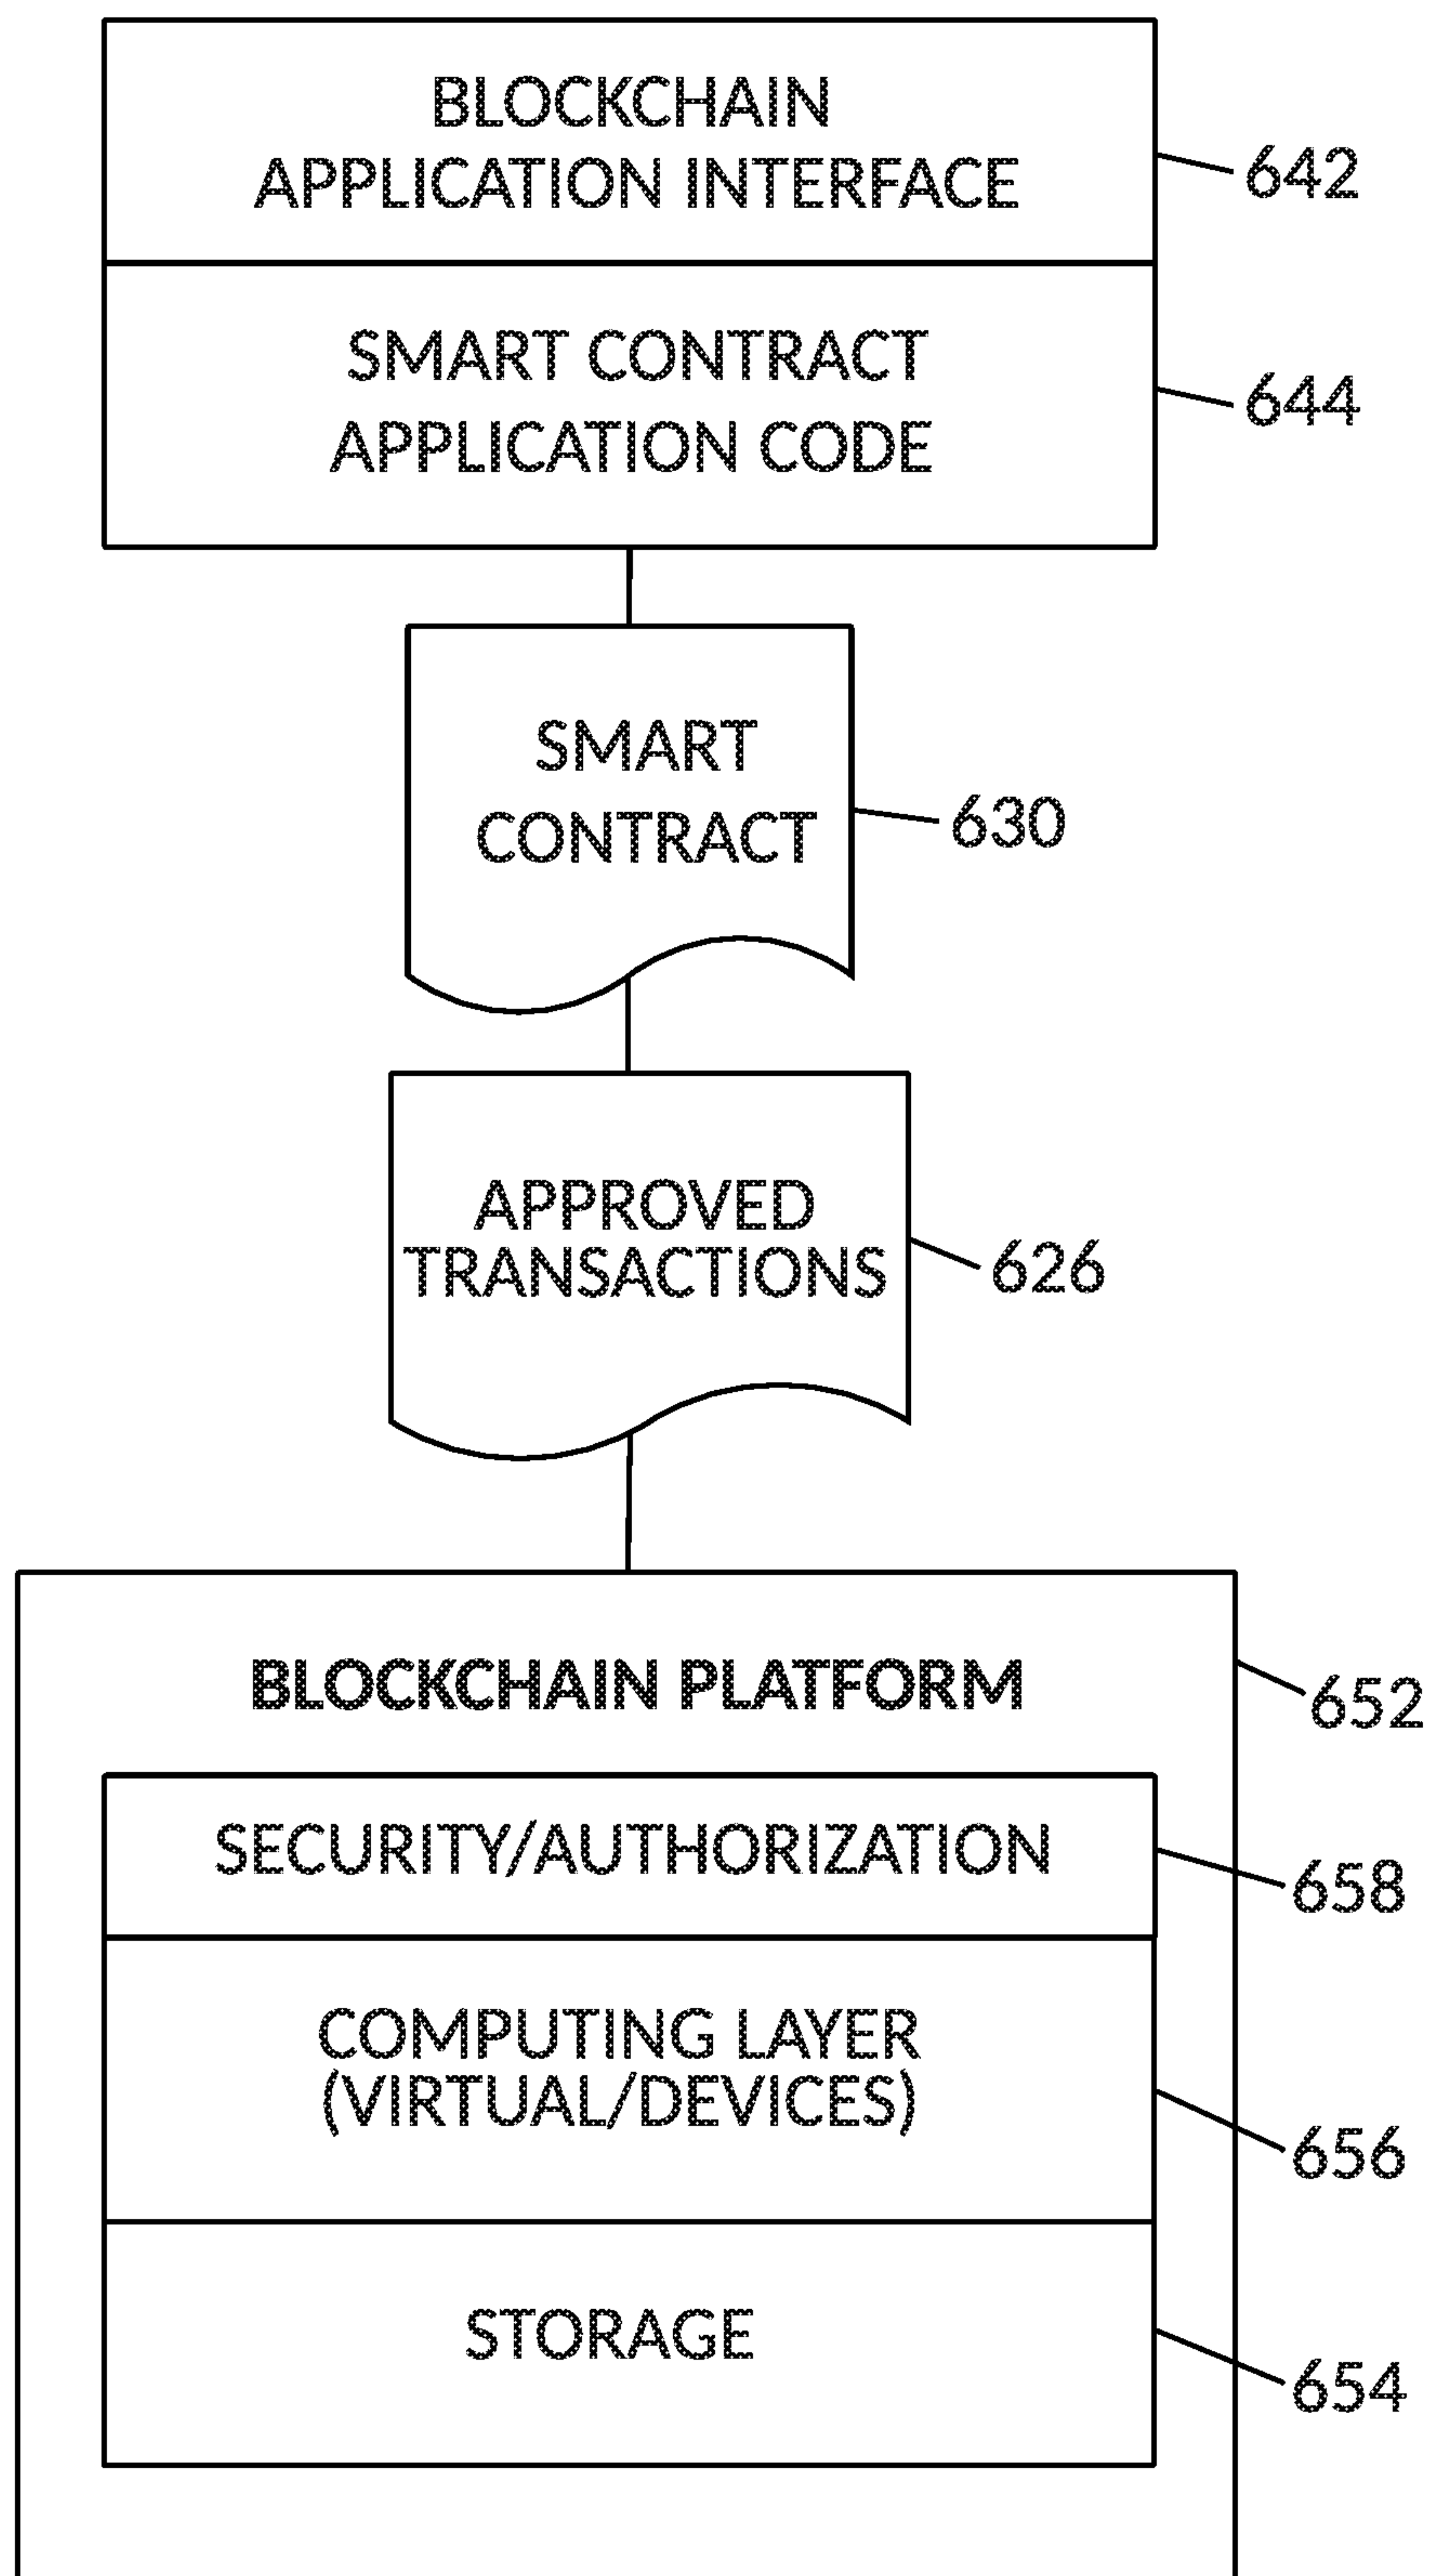 BLOCKCHAIN
APPLICATION INTERFACE
642
SMART CONTRACT
APPLICATION CODE
644
SMART
CONTRACT
630
APPROVED
TRANSACTIONS
626
BLOCKCHAIN PLATFORM
652
SECURITY/AUTHORIZATION
658
COMPUTING LAYER
(VIRTUAL/DEVICES)
656
STORAGE
654